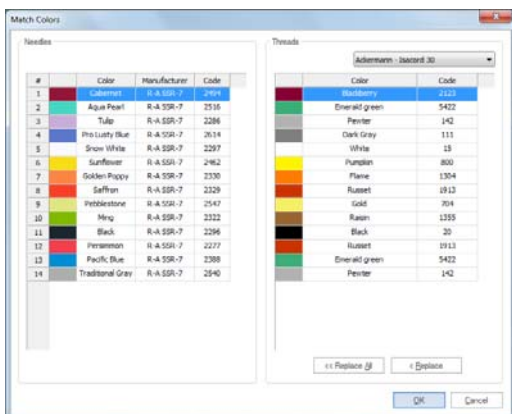 Match Colors
Needles
# Color Manufacturer Code
1 Cabernet R-A SSR-7 2494
2 Aqua Pearl R-A SSR-7 2516
3 Tulip R-A SSR-7 2286
4 Pro Lusty Blue R-A SSR-7 2614
5 Snow White R-A SSR-7 2297
6 Sunflower R-A SSR-7 2462
7 Golden Poppy R-A SSR-7 2330
8 Saffron R-A SSR-7 2329
9 Pebblestone R-A SSR-7 2547
10 Ming R-A SSR-7 2322
11 Black R-A SSR-7 2296
12 Persimmon R-A SSR-7 2277
13 Pacific Blue R-A SSR-7 2388
14 Traditional Gray R-A SSR-7 2540
Threads
Ackermann - Isacord 30
Color Code
Blackberry 2123
Emerald green 5422
Pewter 142
Dark Gray 111
White 15
Pumpkin 800
Flame 1304
Russet 1913
Gold 704
Raisin 1355
Black 20
Russet 1913
Emerald green 5422
Pewter 142
<< Replace All
< Replace
OK
Cancel